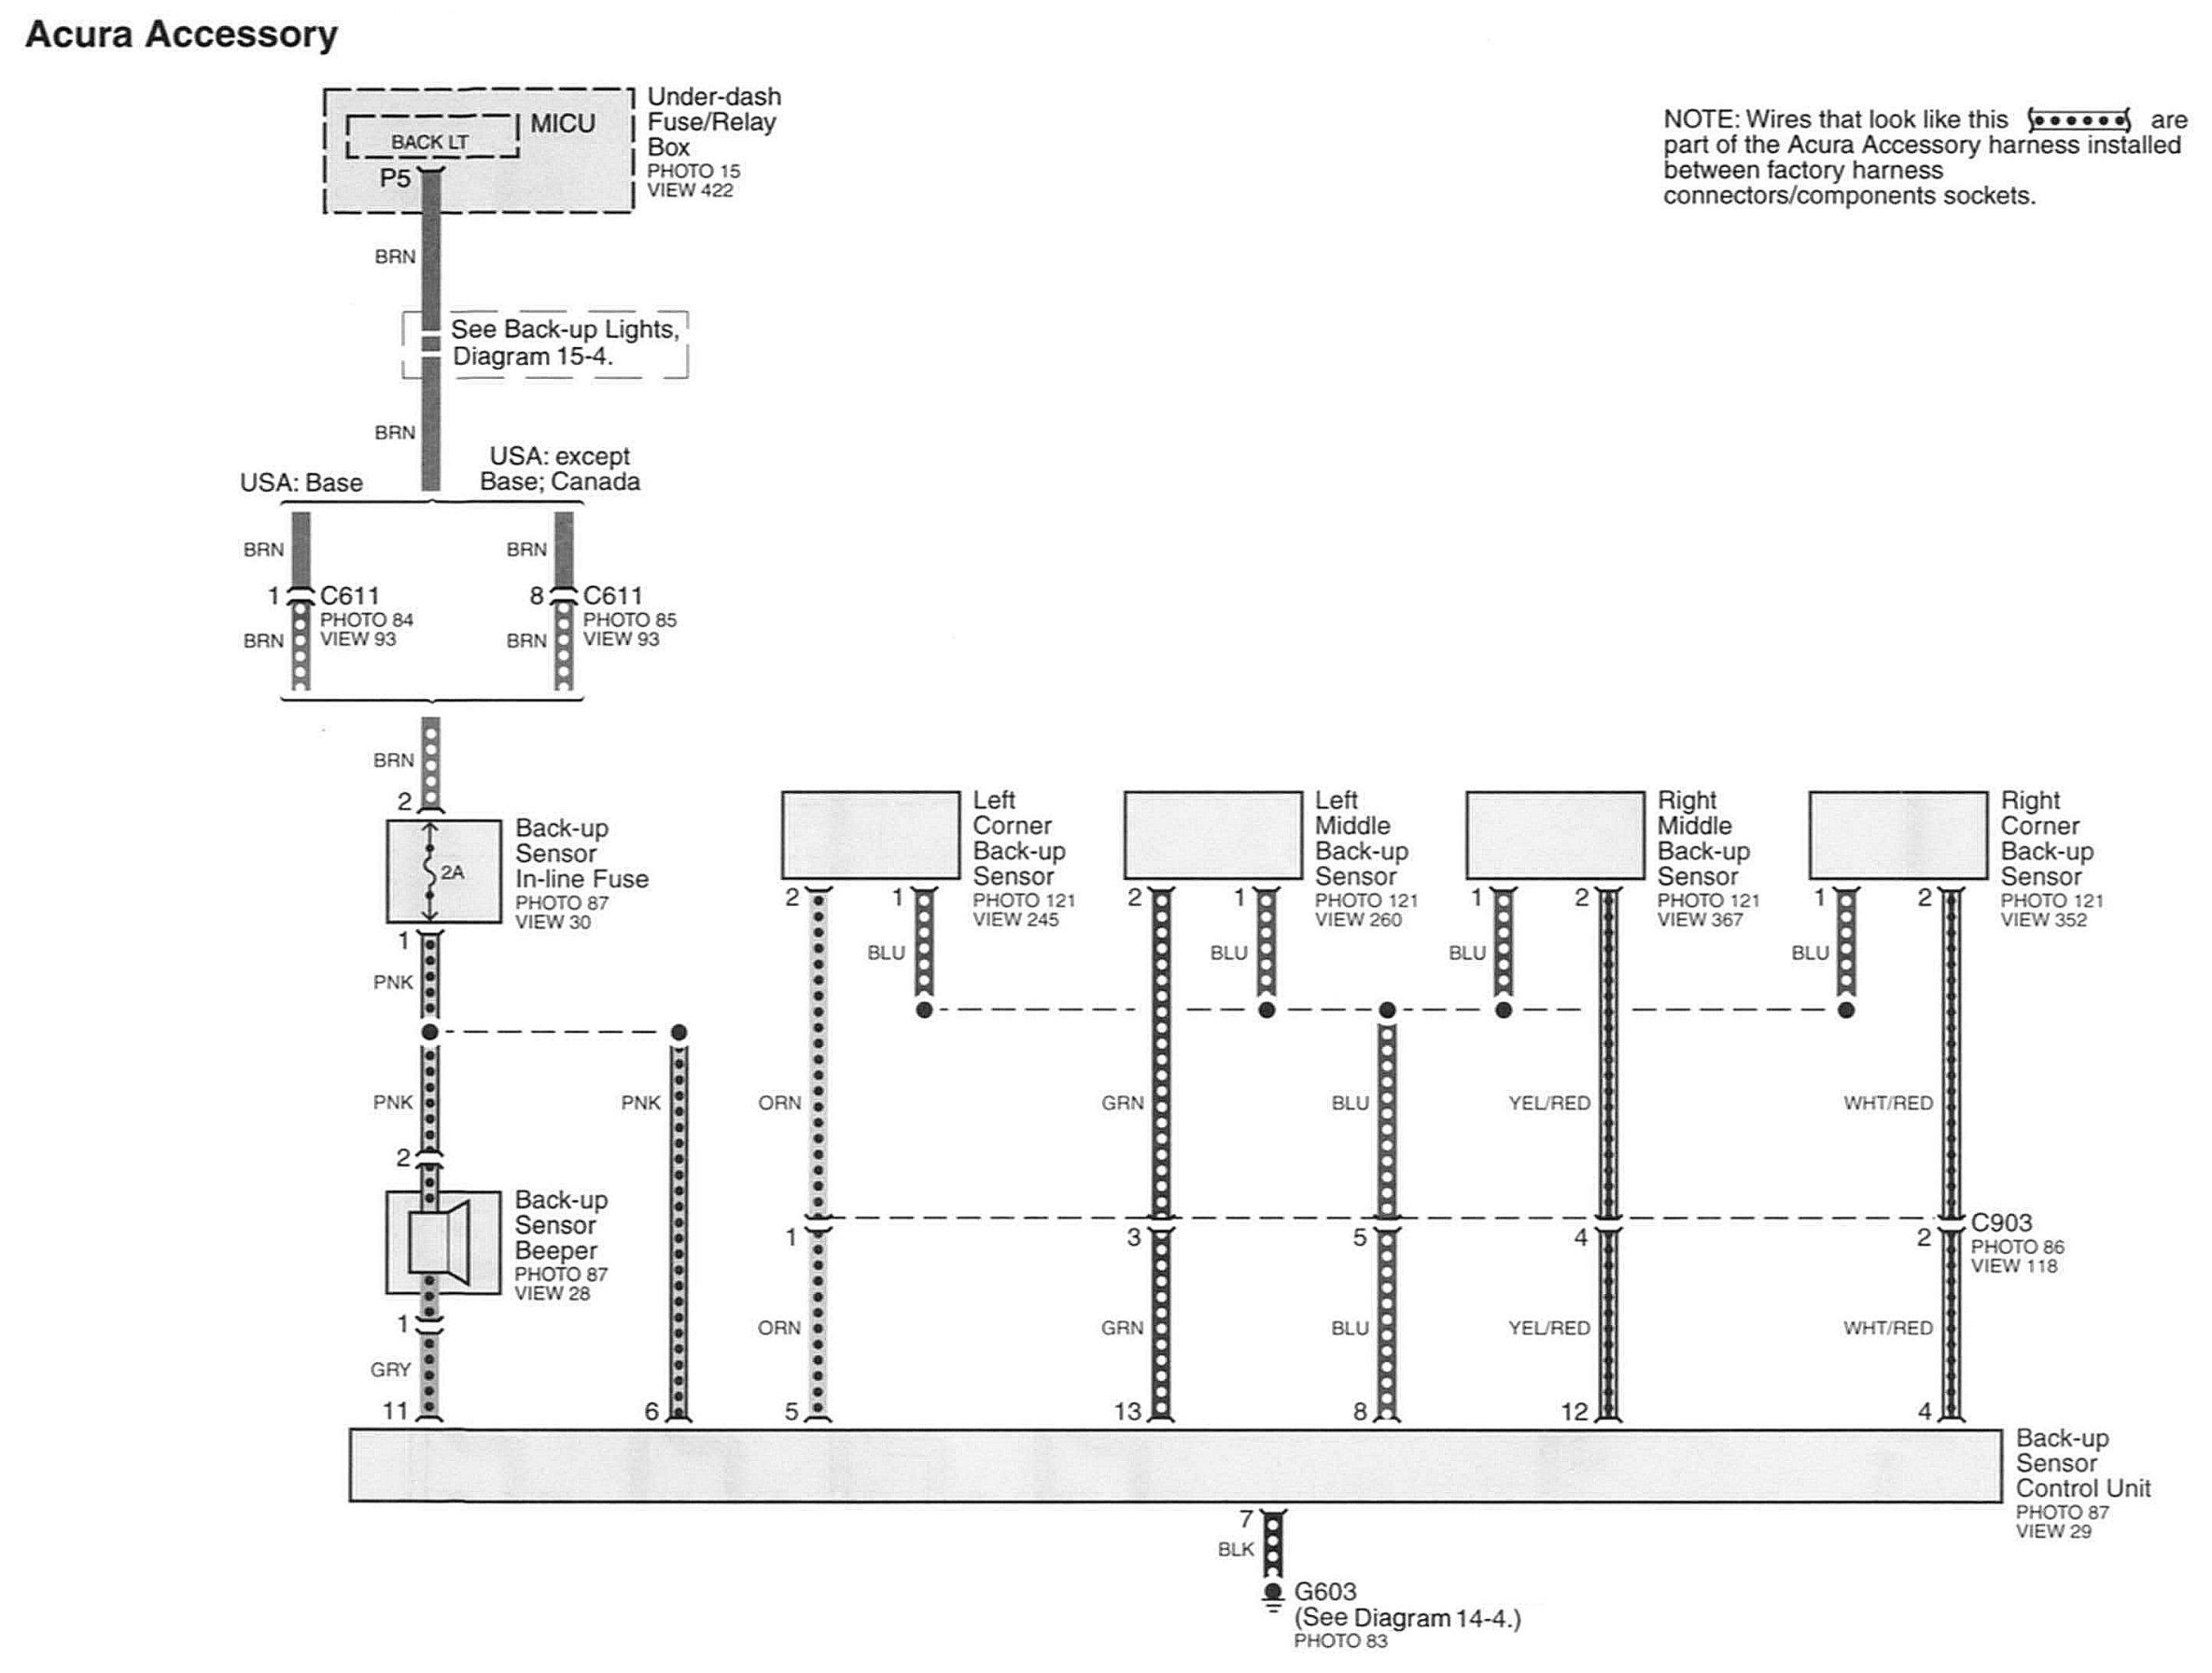 Acura Accessory
Under-dash
Fuse/Relay
Box
PHOTO 15
VIEW 422
MICU
BACK LT
P5
NOTE: Wires that look like this are
part of the Acura Accessory harness installed
between factory harness
connectors/components sockets.
BRN
See Back-up Lights,
Diagram 15-4.
BRN
USA: Base
USA: except
Base; Canada
BRN
BRN
1
C611
PHOTO 84
VIEW 93
BRN
8
C611
PHOTO 85
VIEW 93
BRN
BRN
2
2A
Back-up
Sensor
In-line Fuse
PHOTO 87
VIEW 30
1
PNK
PNK
PNK
2
Back-up
Sensor
Beeper
PHOTO 87
VIEW 28
1
GRY
11
6
Left
Corner
Back-up
Sensor
PHOTO 121
VIEW 245
2
1
BLU
Left
Middle
Back-up
Sensor
PHOTO 121
VIEW 260
2
1
BLU
Right
Middle
Back-up
Sensor
PHOTO 121
VIEW 367
1
2
BLU
Right
Corner
Back-up
Sensor
PHOTO 121
VIEW 352
1
2
BLU
ORN
GRN
BLU
YEL/RED
WHT/RED
1
3
5
4
2
C903
PHOTO 86
VIEW 118
ORN
GRN
BLU
YEL/RED
WHT/RED
5
13
8
12
4
Back-up
Sensor
Control Unit
PHOTO 87
VIEW 29
7
BLK
G603
(See Diagram 14-4.)
PHOTO 83